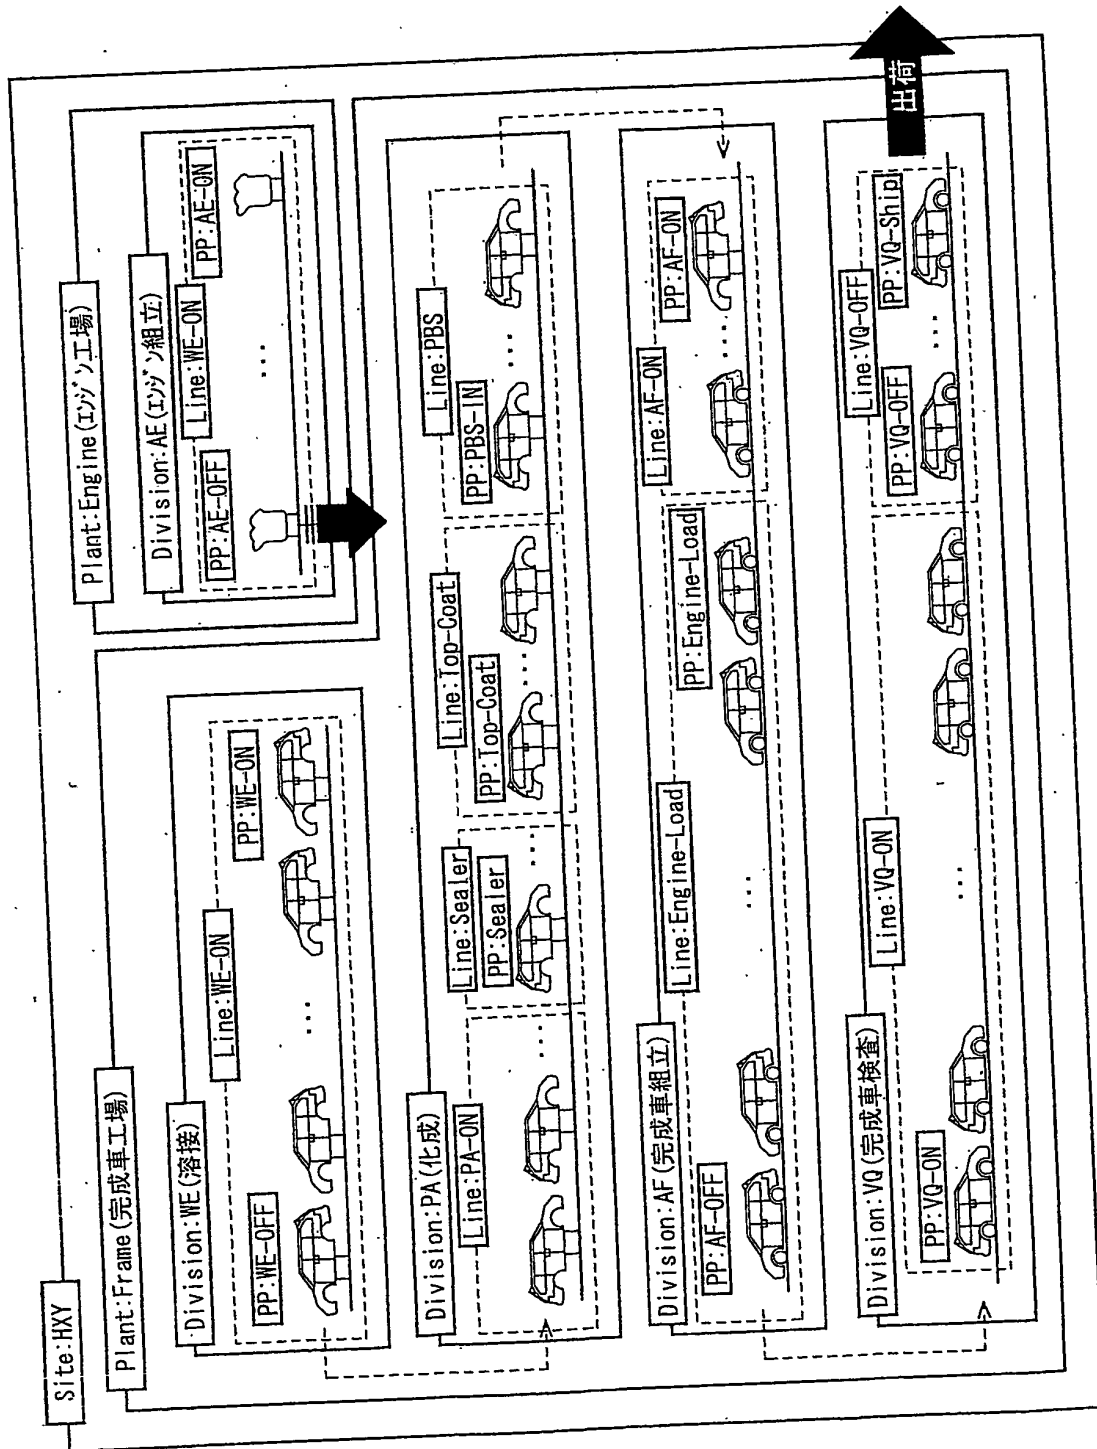 Site:HXY
Plant:Engine(エンジン工場)
Division:AE(エンジン組立)
Line:WE-ON
PP:AE-OFF
PP:AE-ON
...
Plant:Frame(完成車工場)
Division:WE(溶接)
Line:WE-ON
PP:WE-OFF
PP:WE-ON
...
Division:PA(化成)
Line:PA-ON
...
Line:Sealer
PP:Sealer
...
Line:Top-Coat
PP:Top-Coat
...
Line:PBS
PP:PBS-IN
...
Division:AF(完成車組立)
PP:AF-OFF
Line:Engine-Load
...
PP:Engine-Load
Line:AF-ON
...
PP:AF-ON
Division:VQ(完成車検査)
PP:VQ-ON
Line:VQ-ON
...
Line:VQ-OFF
PP:VQ-OFF
...
PP:VQ-Ship
出荷